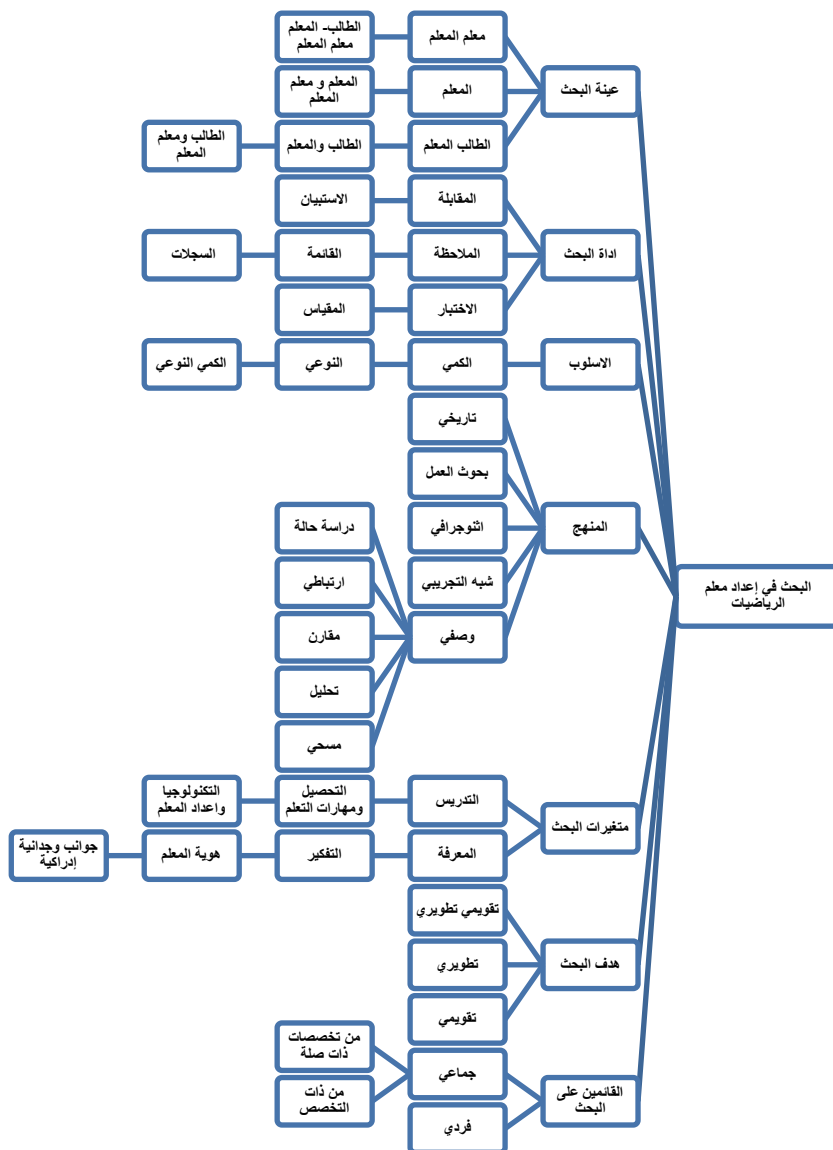 البحث في إعداد معلم
الرياضيات
عينة البحث
معلم المعلم
الطالب- المعلم
معلم المعلم
المعلم
المعلم و معلم
المعلم
الطالب المعلم
الطالب والمعلم
الطالب ومعلم
المعلم
اداة البحث
المقابلة
الاستبيان
الملاحظة
القائمة
السجلات
الاختبار
المقياس
الاسلوب
الكمي
النوعي
الكمي النوعي
المنهج
تاريخي
بحوث العمل
اثنوجرافي
شبه التجريبي
وصفي
دراسة حالة
ارتباطي
مقارن
تحليل
مسحي
متغيرات البحث
التدريس
التحصيل
ومهارات التعلم
التكنولوجيا
واعداد المعلم
المعرفة
التفكير
هوية المعلم
جوانب وجدانية
إدراكية
هدف البحث
تقويمي تطويري
تطويري
تقويمي
القائمين على
البحث
جماعي
من تخصصات
ذات صلة
من ذات
التخصص
فردي